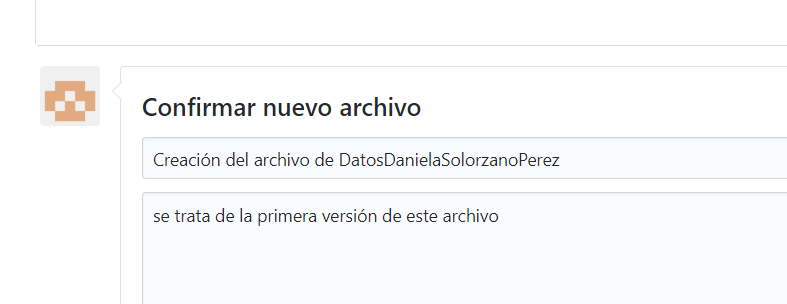 Confirmar nuevo archivo
Creación del archivo de DatosDanielaSolorzanoPerez
se trata de la primera versión de este archivo